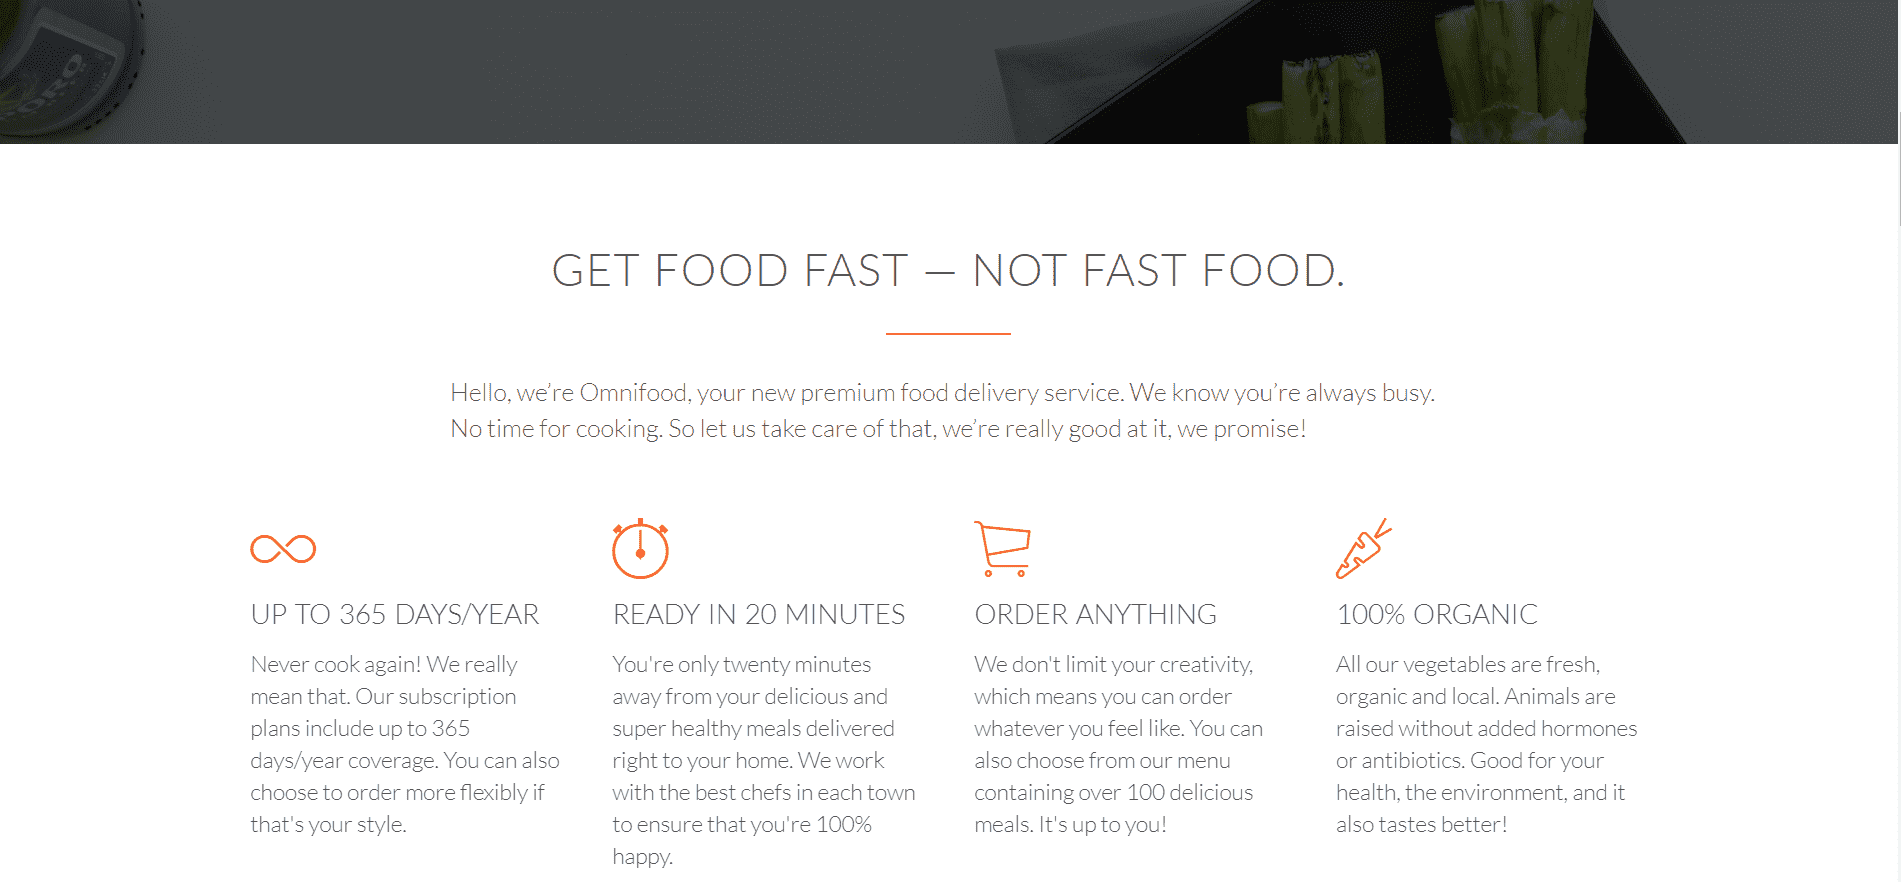 GET FOOD FAST — NOT FAST FOOD.
Hello, we’re Omnifood, your new premium food delivery service. We know you’re always busy.
No time for cooking. So let us take care of that, we’re really good at it, we promise!
UP TO 365 DAYS/YEAR
Never cook again! We really
mean that. Our subscription
plans include up to 365
days/year coverage. You can also
choose to order more flexibly if
that's your style.
READY IN 20 MINUTES
You're only twenty minutes
away from your delicious and
super healthy meals delivered
right to your home. We work
with the best chefs in each town
to ensure that you're 100%
happy.
ORDER ANYTHING
We don't limit your creativity,
which means you can order
whatever you feel like. You can
also choose from our menu
containing over 100 delicious
meals. It's up to you!
100% ORGANIC
All our vegetables are fresh,
organic and local. Animals are
raised without added hormones
or antibiotics. Good for your
health, the environment, and it
also tastes better!